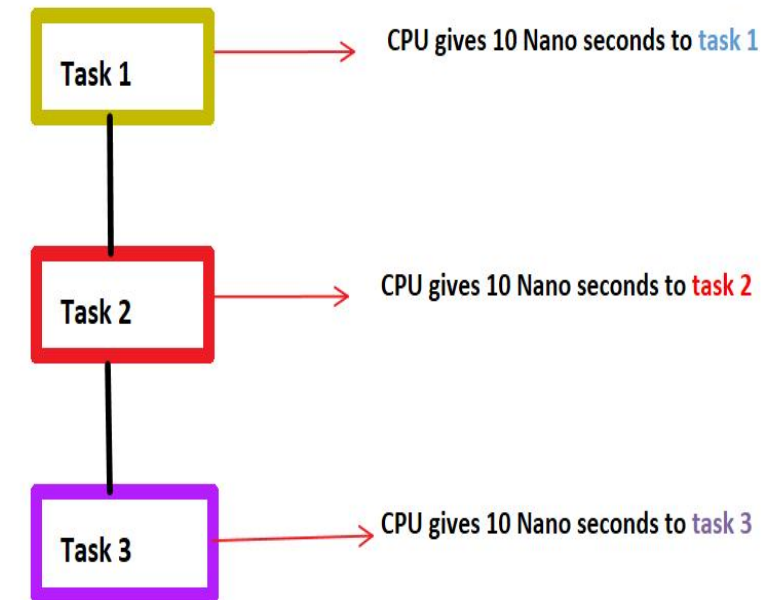 Task 1
CPU gives 10 Nano seconds to task 1
Task 2
CPU gives 10 Nano seconds to task 2
Task 3
CPU gives 10 Nano seconds to task 3